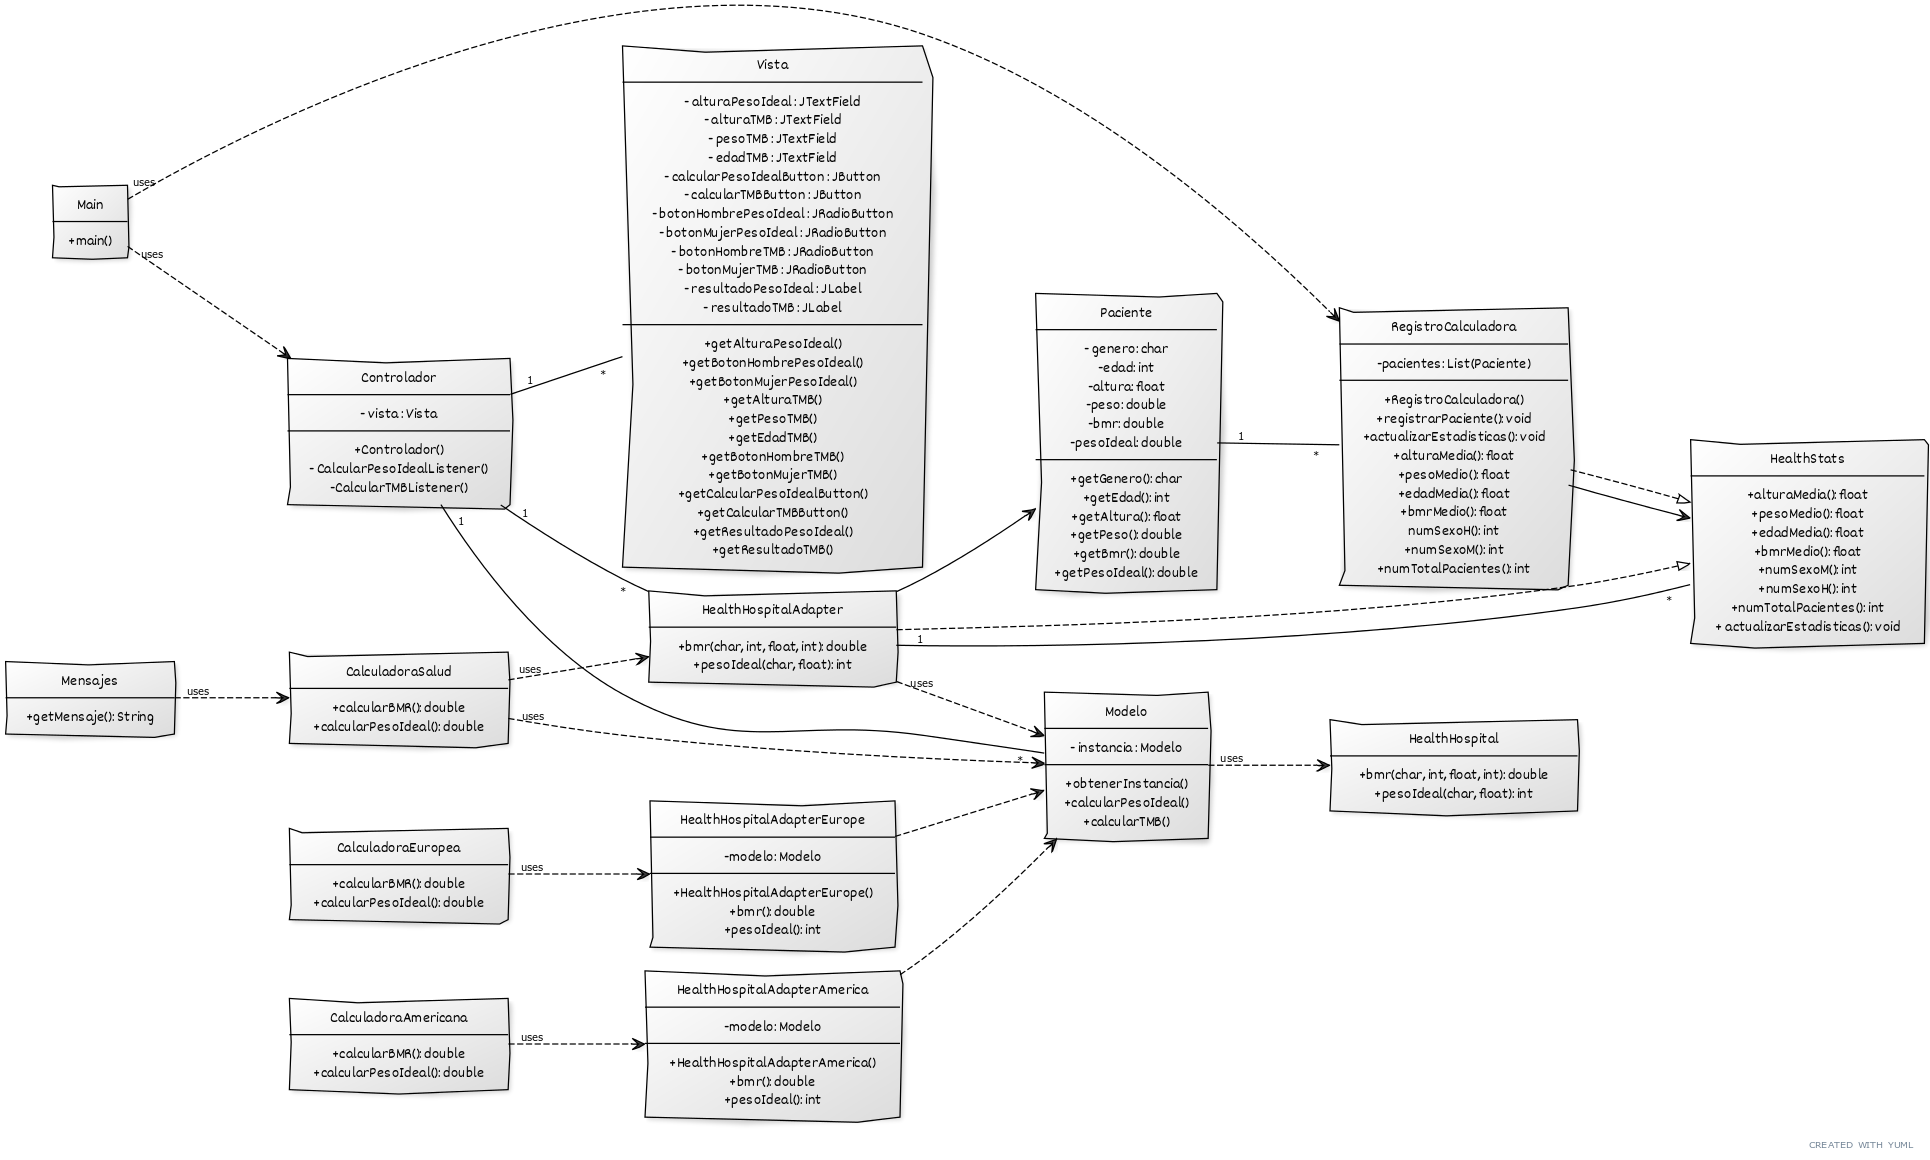 Main
+main()
uses
uses
Vista
- alturaPesoIdeal : JTextField
- alturaTMB : JTextField
- pesoTMB : JTextField
- edadTMB : JTextField
- calcularPesoIdealButton : JButton
- calcularTMBButton : JButton
- botonHombrePesoIdeal : JRadioButton
- botonMujerPesoIdeal : JRadioButton
- botonHombreTMB : JRadioButton
- botonMujerTMB : JRadioButton
- resultadoPesoIdeal : JLabel
- resultadoTMB : JLabel
+getAlturaPesoIdeal()
+getBotonHombrePesoIdeal()
+getBotonMujerPesoIdeal()
+getAlturaTMB()
+getPesoTMB()
+getEdadTMB()
+getBotonHombreTMB()
+getBotonMujerTMB()
+getCalcularPesoIdealButton()
+getCalcularTMBButton()
+getResultadoPesoIdeal()
+getResultadoTMB()
Controlador
- vista : Vista
+Controlador()
- CalcularPesoIdealListener()
-CalcularTMBListener()
1
*
1
*
1
*
Paciente
- genero: char
-edad: int
-altura: float
-peso: double
-bmr: double
-pesoIdeal: double
+getGenero(): char
+getEdad(): int
+getAltura(): float
+getPeso(): double
+getBmr(): double
+getPesoIdeal(): double
1
*
RegistroCalculadora
-pacientes: List(Paciente)
+RegistroCalculadora()
+registrarPaciente(): void
+actualizarEstadisticas(): void
+alturaMedia(): float
+pesoMedio(): float
+edadMedia(): float
+bmrMedio(): float
numSexoH(): int
+numSexoM(): int
+numTotalPacientes(): int
HealthStats
+alturaMedia(): float
+pesoMedio(): float
+edadMedia(): float
+bmrMedio(): float
+numSexoM(): int
+numSexoH(): int
+numTotalPacientes(): int
+ actualizarEstadisticas(): void
HealthHospitalAdapter
+bmr(char, int, float, int): double
+pesoIdeal(char, float): int
1
*
uses
Mensajes
+getMensaje(): String
uses
CalculadoraSalud
+calcularBMR(): double
+calcularPesoIdeal(): double
uses
uses
Modelo
- instancia : Modelo
+obtenerInstancia()
+calcularPesoIdeal()
+calcularTMB()
uses
HealthHospital
+bmr(char, int, float, int): double
+pesoIdeal(char, float): int
CalculadoraEuropea
+calcularBMR(): double
+calcularPesoIdeal(): double
uses
HealthHospitalAdapterEurope
-modelo: Modelo
+HealthHospitalAdapterEurope()
+bmr(): double
+pesoIdeal(): int
CalculadoraAmericana
+calcularBMR(): double
+calcularPesoIdeal(): double
uses
HealthHospitalAdapterAmerica
-modelo: Modelo
+HealthHospitalAdapterAmerica()
+bmr(): double
+pesoIdeal(): int
CREATED WITH YUML